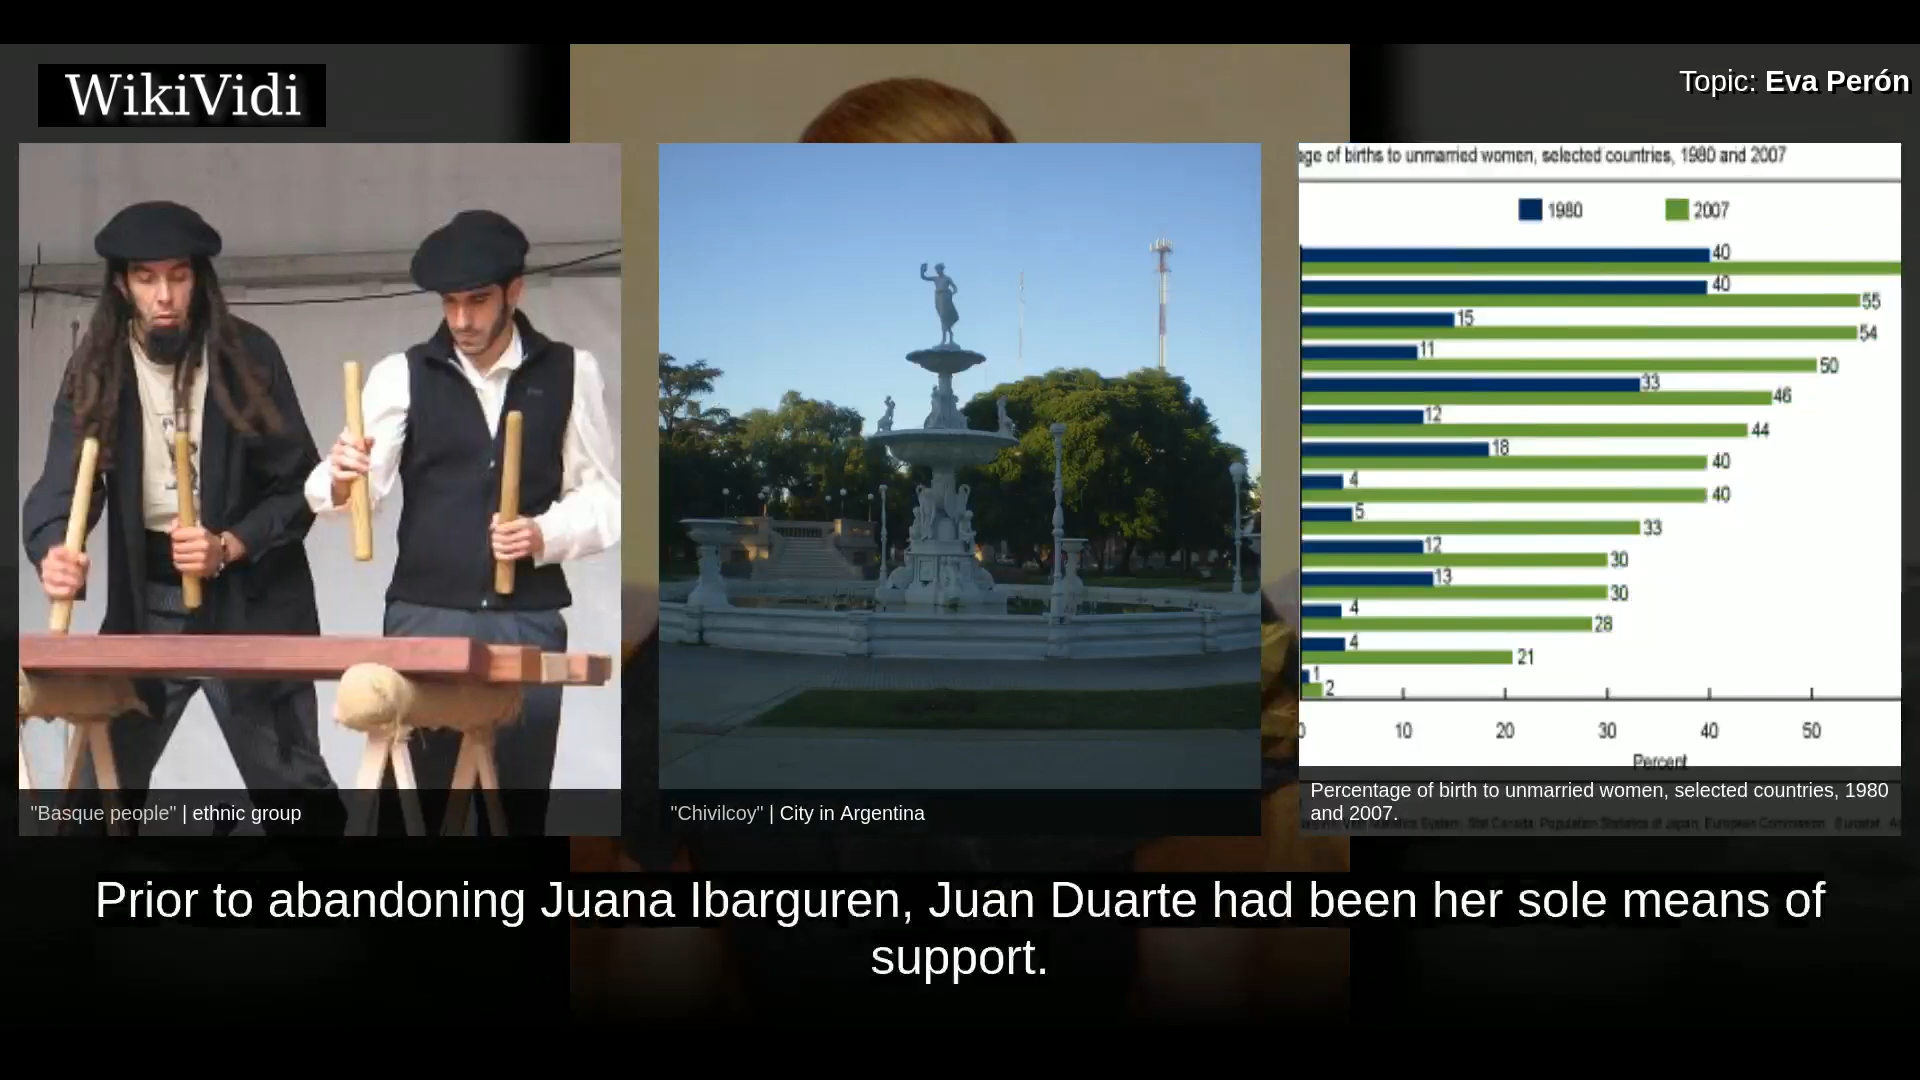 WikiVidi
Topic: Eva Perón
ge of births to unmarried women, selected countries, 1980 and 2007
1980 2007
40
40
55
15
54
11
50
33
46
12
44
18
40
4
40
5
33
12
30
13
30
4
28
4
21
1
2
0 10 20 30 40 50
Percent
"Basque people" | ethnic group
"Chivilcoy" | City in Argentina
Percentage of birth to unmarried women, selected countries, 1980
and 2007.
Prior to abandoning Juana Ibarguren, Juan Duarte had been her sole means of
support.